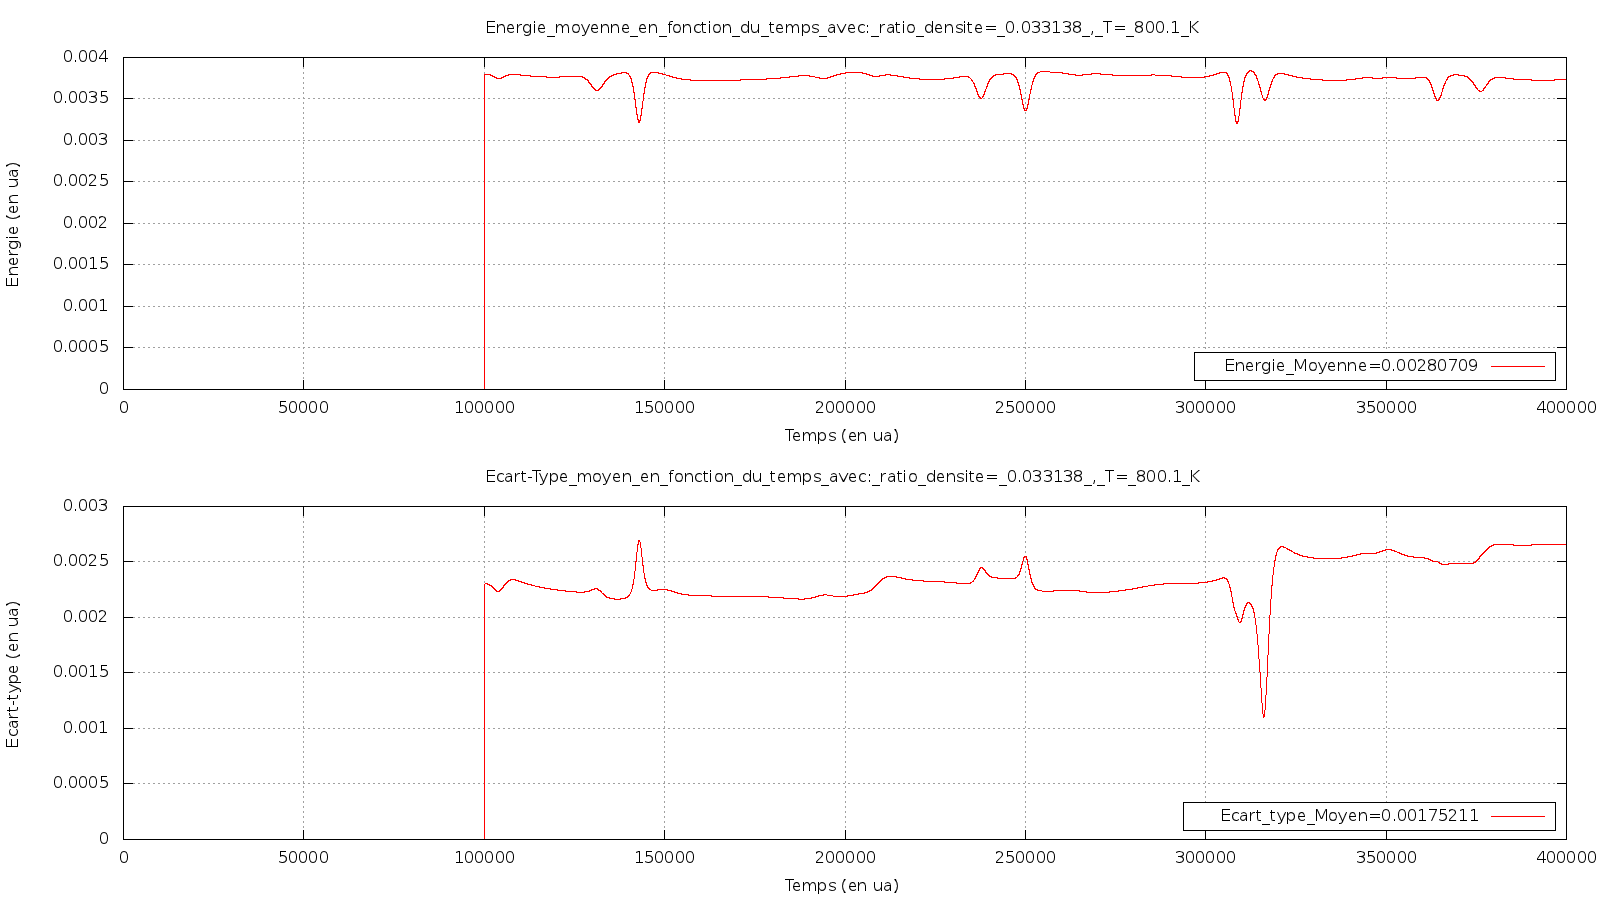 Energie_moyenne_en_fonction_du_temps_avec:_ratio_densite=_0.033138_,_T=_800.1_K
0.004
0.0035
0.003
0.0025
0.002
0.0015
0.001
0.0005
0
Energie (en ua)
Energie_Moyenne=0.00280709
0 50000 100000 150000 200000 250000 300000 350000 400000
Temps (en ua)
Ecart-Type_moyen_en_fonction_du_temps_avec:_ratio_densite=_0.033138_,_T=_800.1_K
0.003
0.0025
0.002
0.0015
0.001
0.0005
0
Ecart-type (en ua)
Ecart_type_Moyen=0.00175211
0 50000 100000 150000 200000 250000 300000 350000 400000
Temps (en ua)